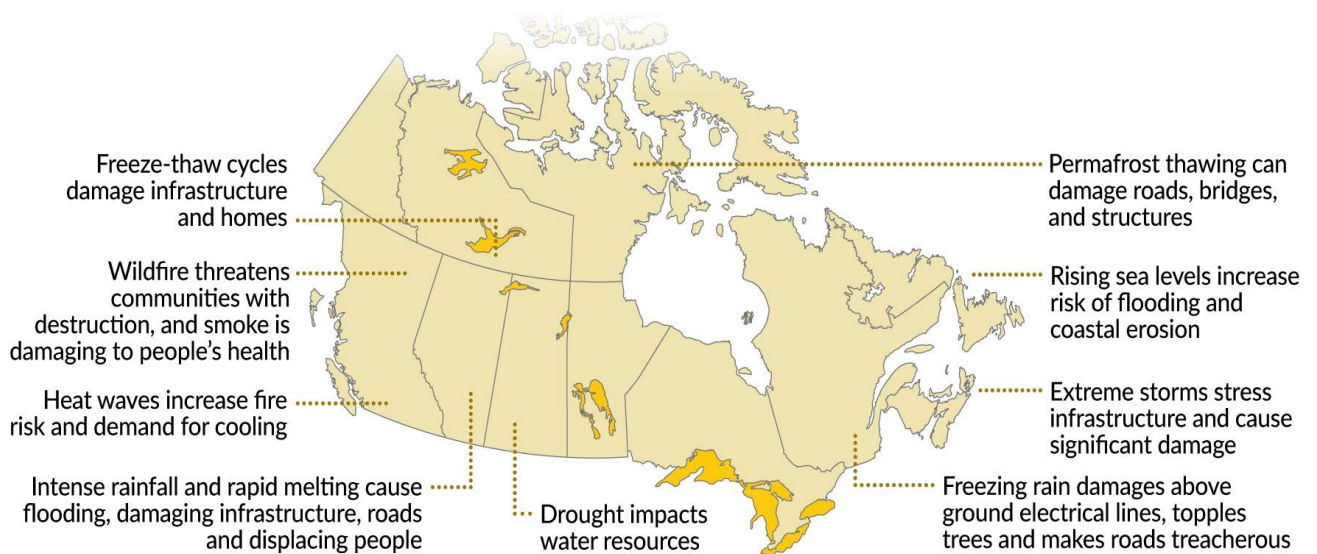 Freeze-thaw cycles
damage infrastructure
and homes
Wildfire threatens
communities with
destruction, and smoke is
damaging to people's health
Heat waves increase fire
risk and demand for cooling
Intense rainfall and rapid melting cause
flooding, damaging infrastructure, roads
and displacing people
Drought impacts
water resources
Permafrost thawing can
damage roads, bridges,
and structures
Rising sea levels increase
risk of flooding and
coastal erosion
Extreme storms stress
infrastructure and cause
significant damage
Freezing rain damages above
ground electrical lines, topples
trees and makes roads treacherous